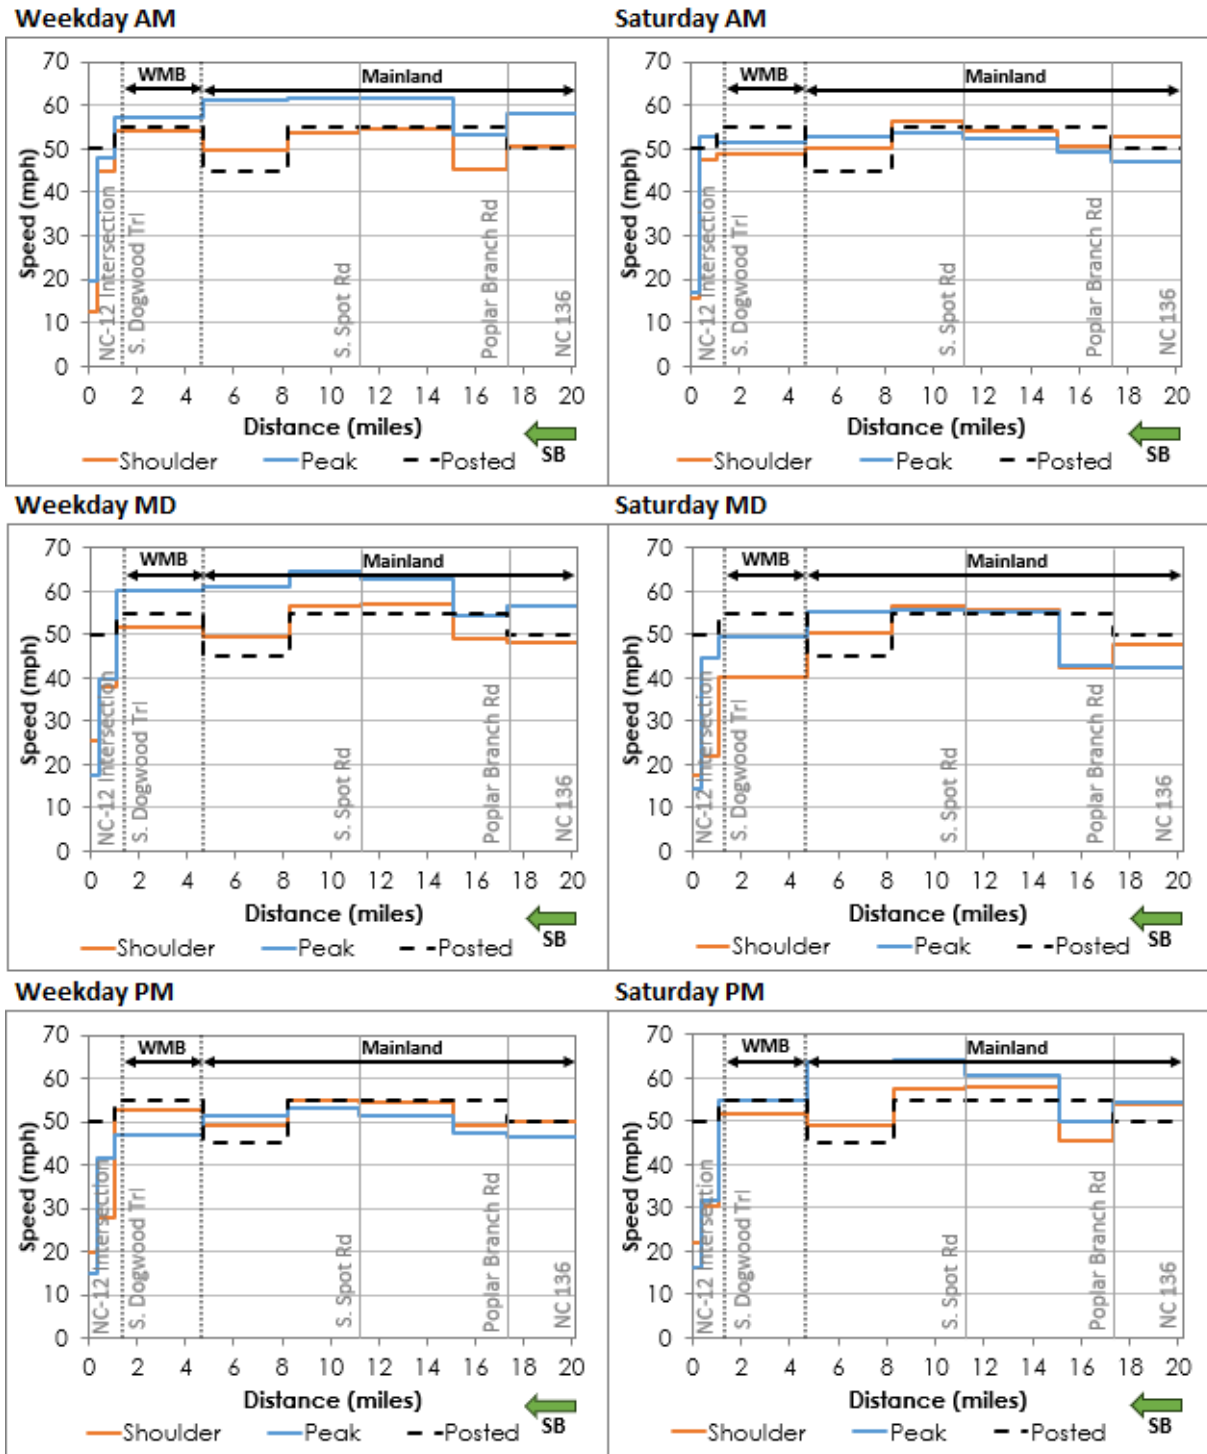 Weekday AM
70
60
50
40
30
20
10
0
Speed (mph)
WMB
Mainland
NC-12 Intersection
S. Dogwood Trl
S. Spot Rd
Poplar Branch Rd
NC 136
0 2 4 6 8 10 12 14 16 18 20
Distance (miles)
SB
Shoulder Peak Posted
Saturday AM
70
60
50
40
30
20
10
0
Speed (mph)
WMB
Mainland
NC-12 Intersection
S. Dogwood Trl
S. Spot Rd
Poplar Branch Rd
NC 136
0 2 4 6 8 10 12 14 16 18 20
Distance (miles)
SB
Shoulder Peak Posted
Weekday MD
70
60
50
40
30
20
10
0
Speed (mph)
WMB
Mainland
NC-12 Intersection
S. Dogwood Trl
S. Spot Rd
Poplar Branch Rd
NC 136
0 2 4 6 8 10 12 14 16 18 20
Distance (miles)
SB
Shoulder Peak Posted
Saturday MD
70
60
50
40
30
20
10
0
Speed (mph)
WMB
Mainland
NC-12 Intersection
S. Dogwood Trl
S. Spot Rd
Poplar Branch Rd
NC 136
0 2 4 6 8 10 12 14 16 18 20
Distance (miles)
SB
Shoulder Peak Posted
Weekday PM
70
60
50
40
30
20
10
0
Speed (mph)
WMB
Mainland
NC-12 Intersection
S. Dogwood Trl
S. Spot Rd
Poplar Branch Rd
NC 136
0 2 4 6 8 10 12 14 16 18 20
Distance (miles)
SB
Shoulder Peak Posted
Saturday PM
70
60
50
40
30
20
10
0
Speed (mph)
WMB
Mainland
NC-12 Intersection
S. Dogwood Trl
S. Spot Rd
Poplar Branch Rd
NC 136
0 2 4 6 8 10 12 14 16 18 20
Distance (miles)
SB
Shoulder Peak Posted